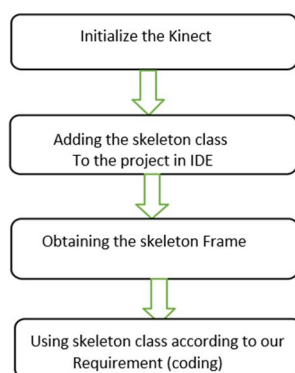 Initialize the Kinect
Adding the skeleton class
To the project in IDE
Obtaining the skeleton Frame
Using skeleton class according to our
Requirement (coding)